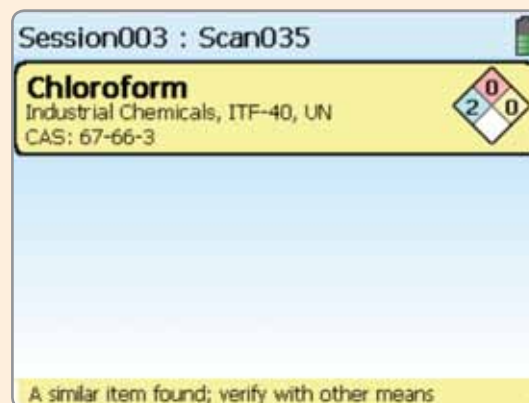 Session003 : Scan035
Chloroform
Industrial Chemicals, ITF-40, UN
CAS: 67-66-3
0
2 0
A similar item found; verify with other means